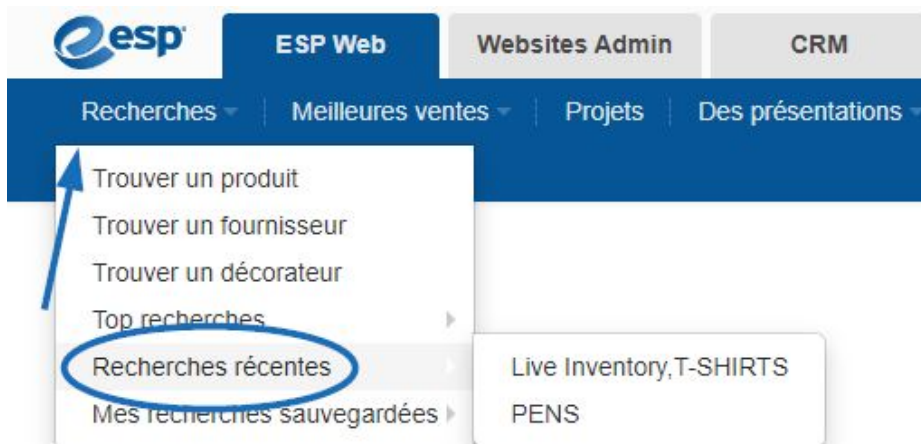 esp
ESP Web
Websites Admin
CRM
Recherches
Meilleures ventes
Projets
Des présentations
Trouver un produit
Trouver un fournisseur
Trouver un décorateur
Top recherches
Recherches récentes
Live Inventory,T-SHIRTS
Mes recherches sauvegardées
PENS